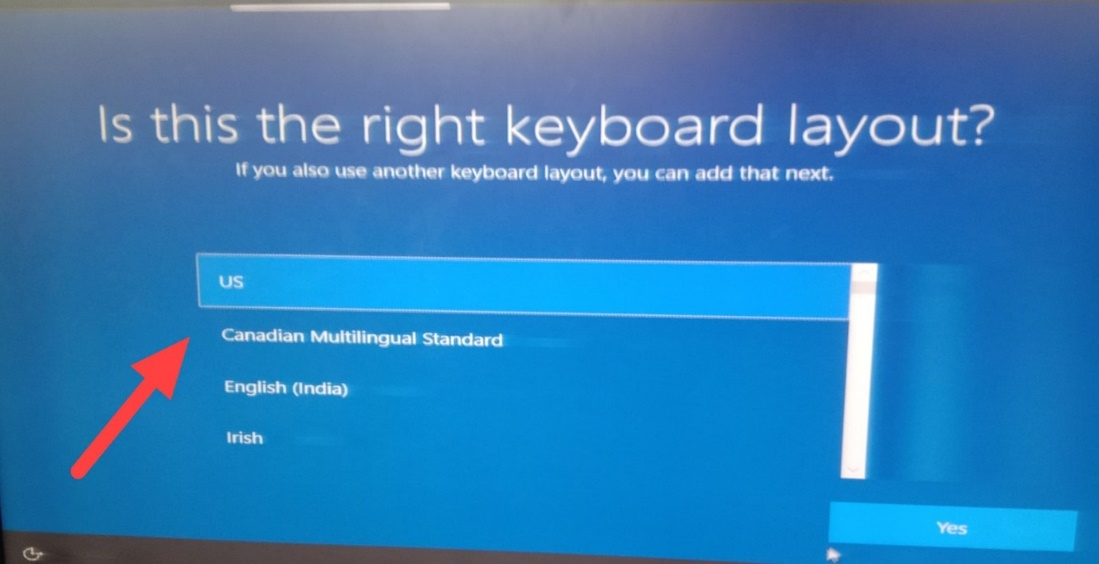 Is this the right keyboard layout?
If you also use another keyboard layout, you can add that next.
US
Canadian Multilingual Standard
English (India)
Irish
Yes